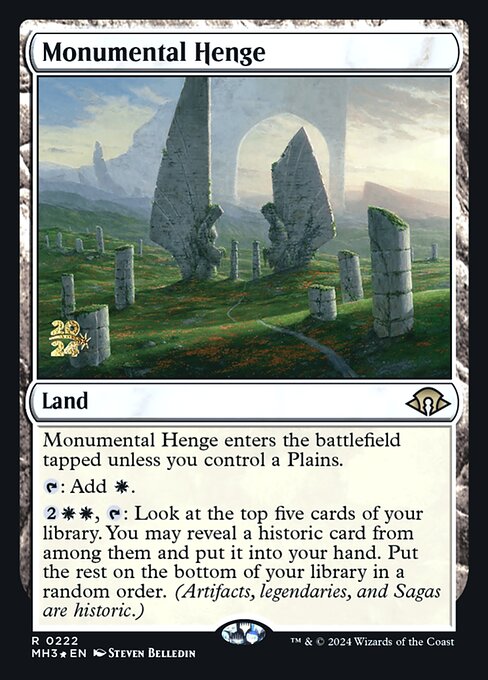 Monumental Henge
2024
Land
Monumental Henge enters the battlefield
tapped unless you control a Plains.
: Add .
2, : Look at the top five cards of your
library. You may reveal a historic card from
among them and put it into your hand. Put
the rest on the bottom of your library in a
random order. (Artifacts, legendaries, and Sagas
are historic.)
R 0222
MH3★EN Steven Belledin
™ & © 2024 Wizards of the Coast